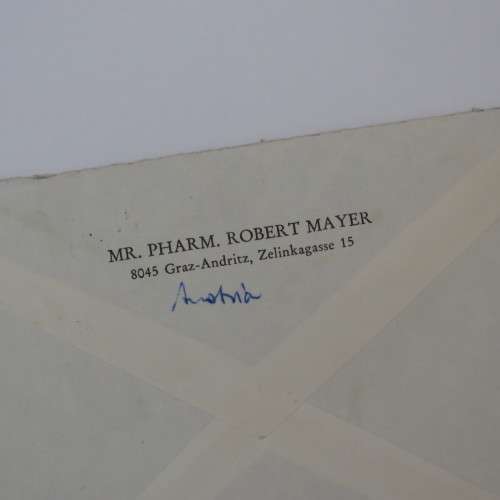 MR. PHARM. ROBERT MAYER
8045 Graz-Andritz, Zelinkagasse 15
Austria